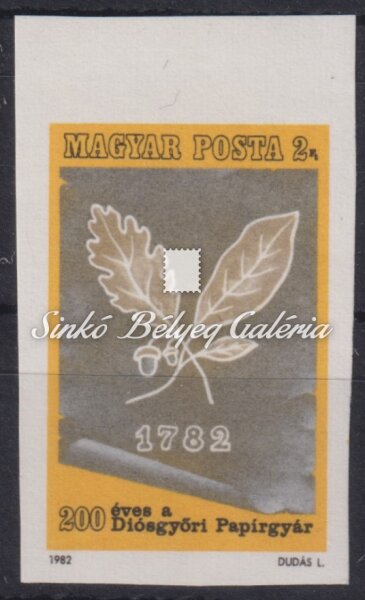 MAGYAR POSTA 2Ft
Sinkó Bélyeg Galéria
1782
200 éves a
Diósgyőri Papírgyár
1982 DUDÁS L.